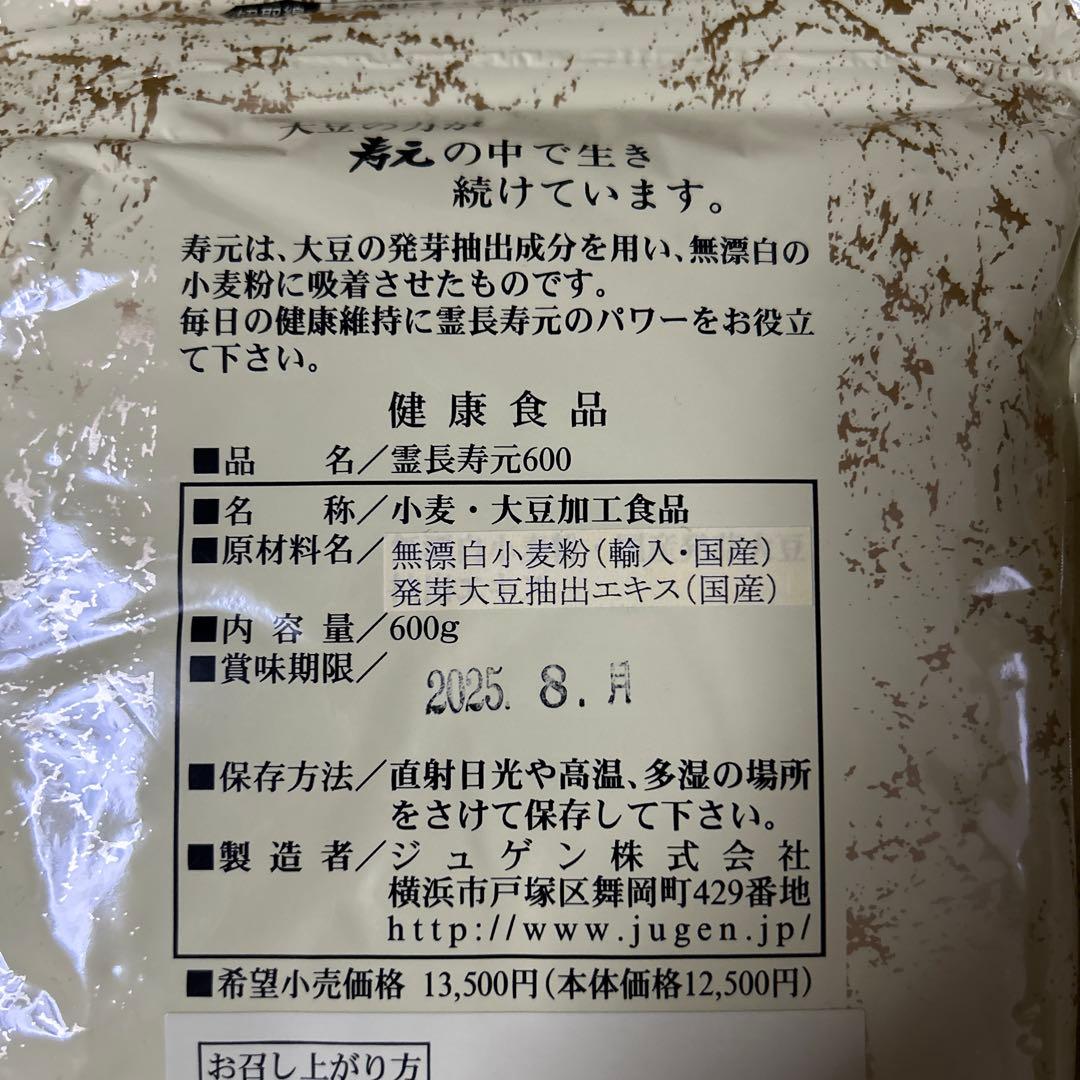 寿元の中で生き
続けています。
寿元は、大豆の発芽抽出成分を用い、無漂白の
小麦粉に吸着させたものです。
毎日の健康維持に霊長寿元のパワーをお役立
て下さい。
健康食品
■品 名／霊長寿元600
■名 称／小麦・大豆加工食品
■原材料名／無漂白小麦粉（輸入・国産）
発芽大豆抽出エキス（国産）
■内容量／600g
■賞味期限／
2025. 8. 月
■保存方法／直射日光や高温、多湿の場所
をさけて保存して下さい。
■製造者／ジュゲン株式会社
横浜市戸塚区舞岡町429番地
http://www.jugen.jp/
■希望小売価格 13,500円（本体価格12,500円）
お召し上がり方